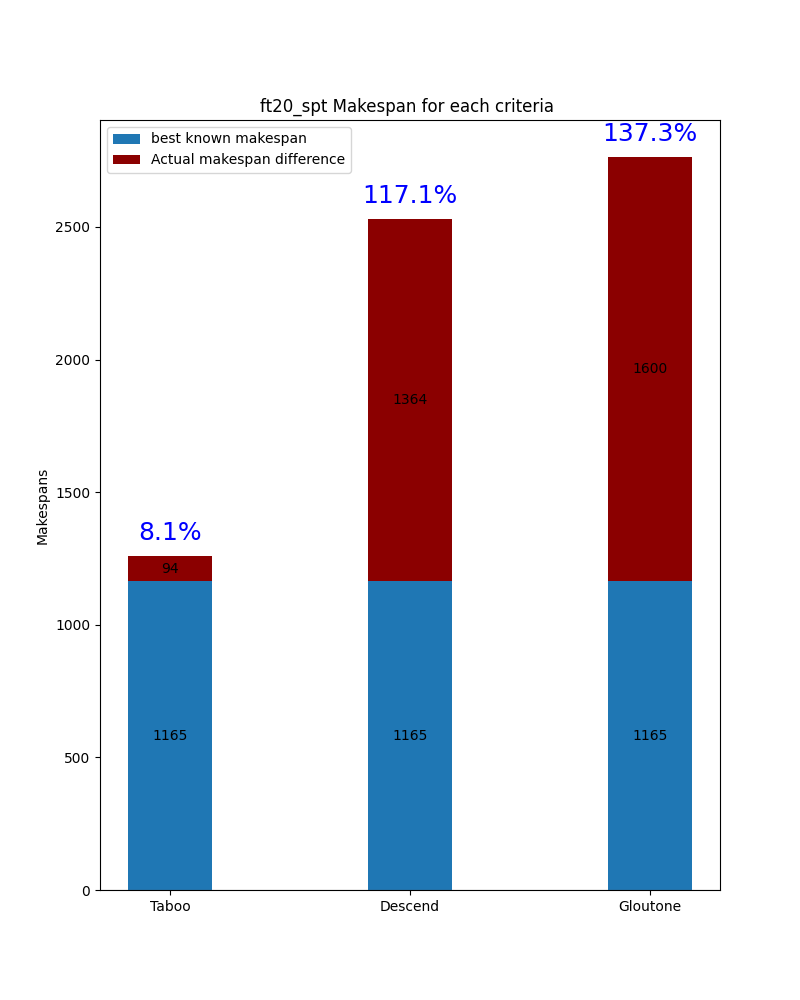 ft20_spt Makespan for each criteria
best known makespan
Actual makespan difference
137.3%
117.1%
8.1%
2500
2000
1500
1000
500
0
Makespans
1600
1364
94
1165
1165
1165
Taboo
Descend
Gloutone